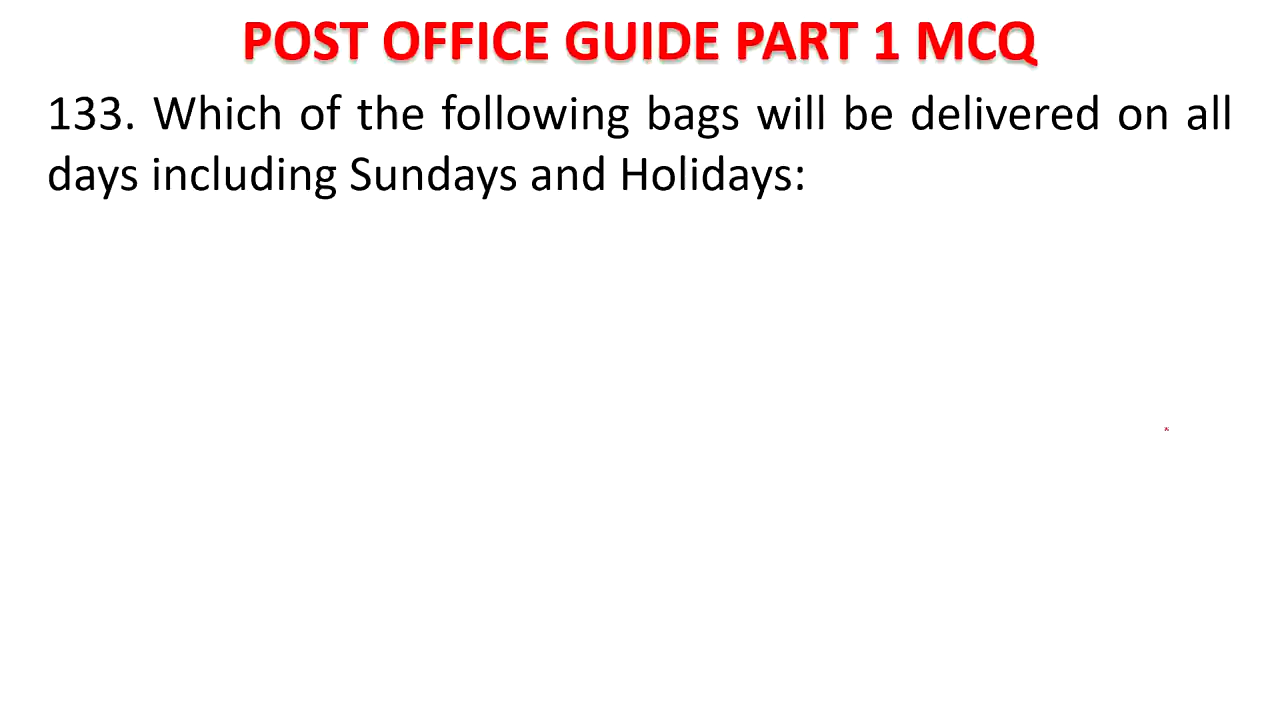 POST OFFICE GUIDE PART 1 MCQ
133. Which of the following bags will be delivered on all
days including Sundays and Holidays: